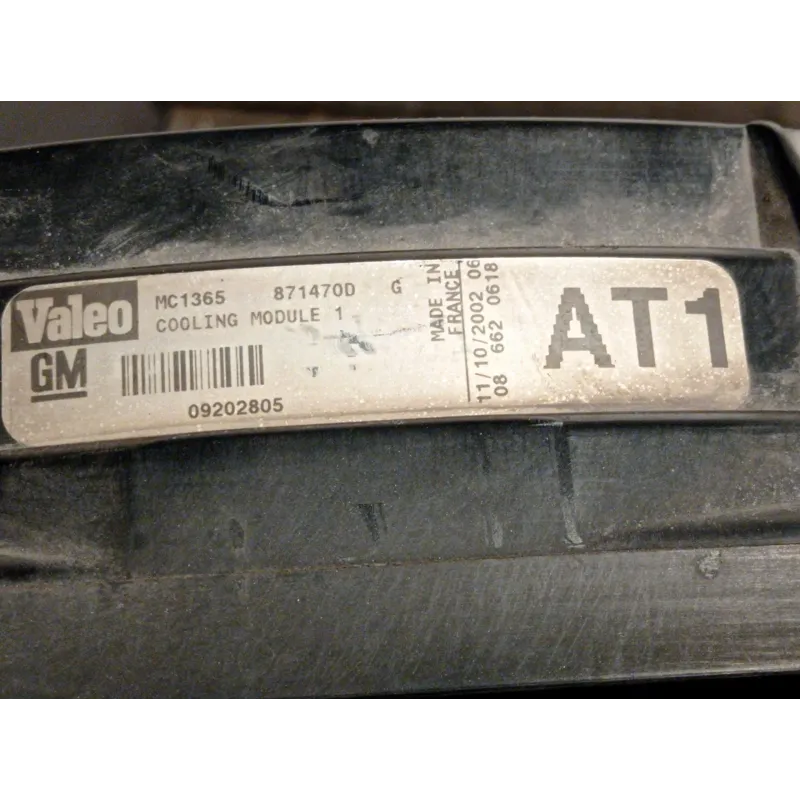 Valeo
MC1365 871470D G
COOLING MODULE 1
GM
09202805
MADE IN
FRANCE
11/10/2002 06
08 662 0618
AT1